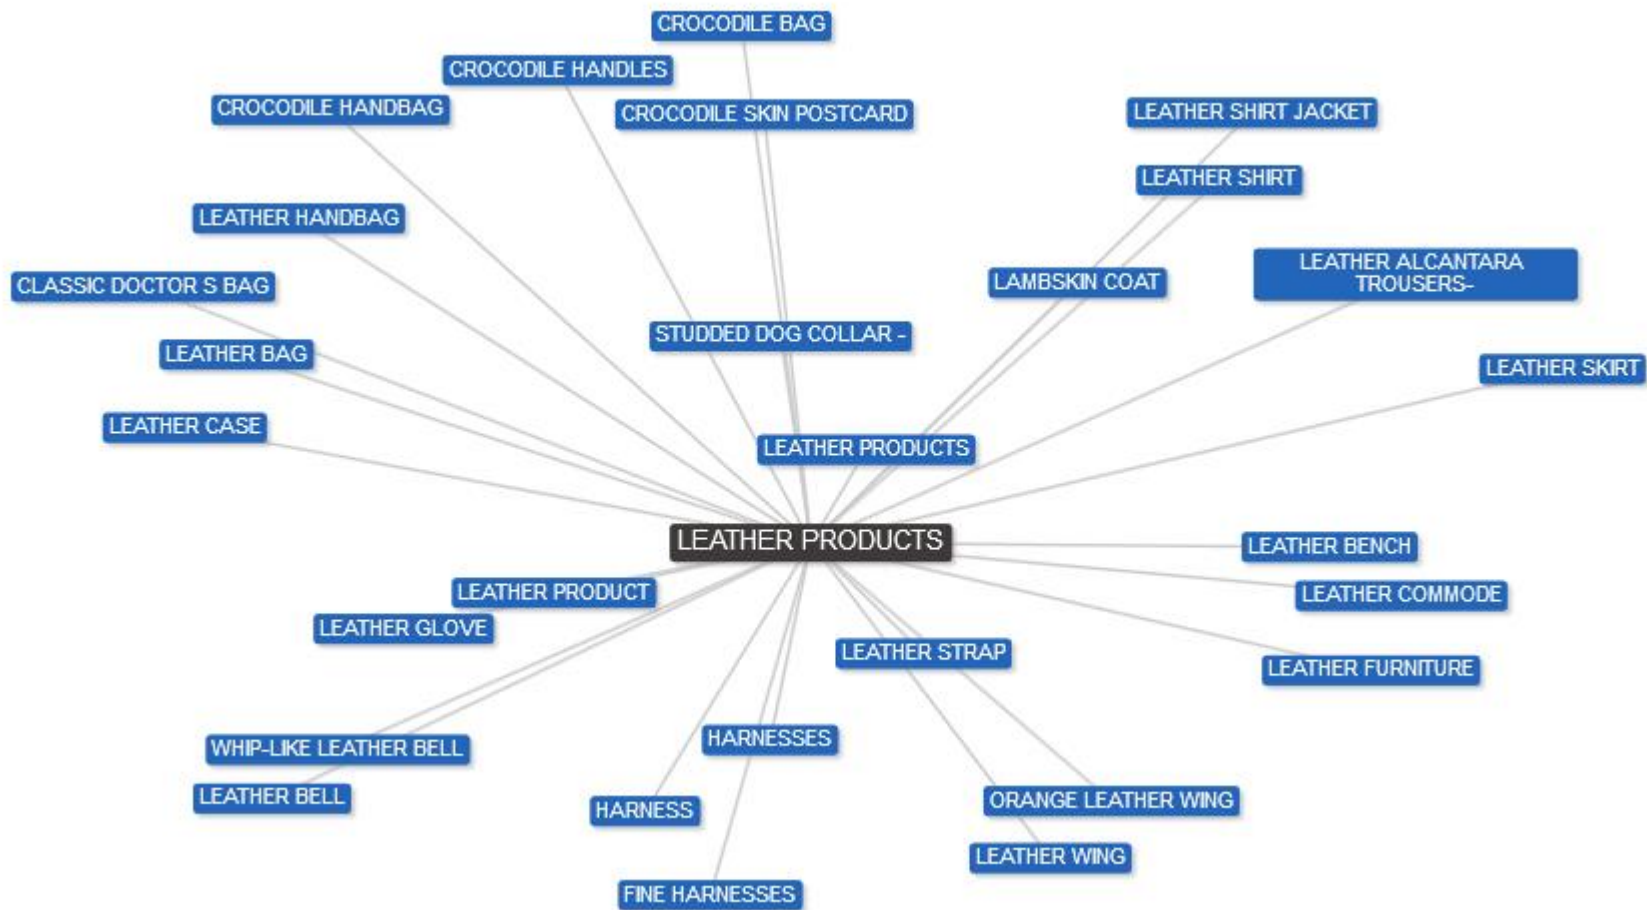 CROCODILE BAG
CROCODILE HANDLES
CROCODILE HANDBAG
CROCODILE SKIN POSTCARD
LEATHER SHIRT JACKET
LEATHER SHIRT
LEATHER HANDBAG
LEATHER ALCANTARA
TROUSERS-
CLASSIC DOCTOR S BAG
LAMBSKIN COAT
STUDDED DOG COLLAR -
LEATHER BAG
LEATHER SKIRT
LEATHER CASE
LEATHER PRODUCTS
LEATHER PRODUCTS
LEATHER BENCH
LEATHER PRODUCT
LEATHER COMMODE
LEATHER GLOVE
LEATHER STRAP
LEATHER FURNITURE
HARNESSES
WHIP-LIKE LEATHER BELL
LEATHER BELL
HARNESS
ORANGE LEATHER WING
LEATHER WING
FINE HARNESSES